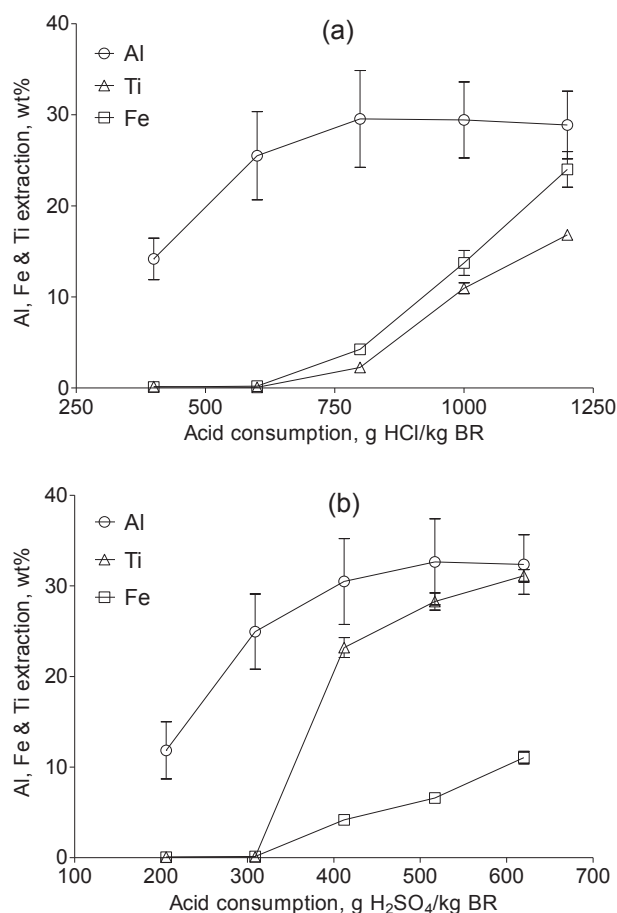 (a)
Al
Ti
Fe
Al, Fe & Ti extraction, wt%
40
30
20
10
0
250 500 750 1000 1250
Acid consumption, g HCl/kg BR
(b)
Al
Ti
Fe
Al, Fe & Ti extraction, wt%
40
30
20
10
0
100 200 300 400 500 600 700
Acid consumption, g H₂SO₄/kg BR